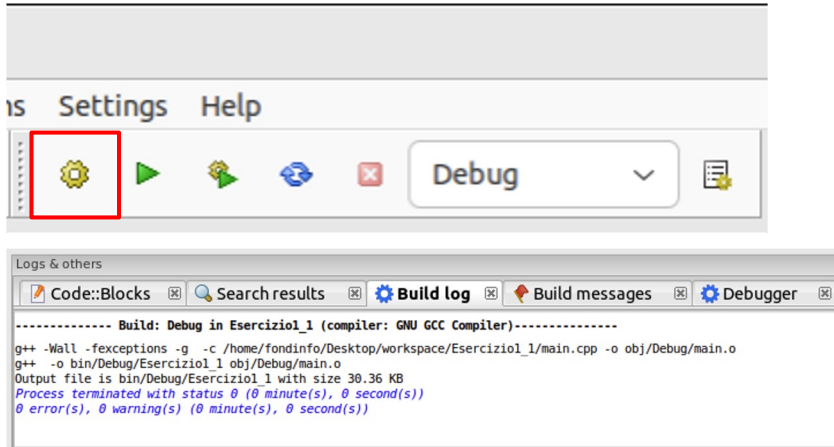 Settings Help
Debug
Logs & others
Code::Blocks Search results Build log Build messages Debugger
-------------- Build: Debug in Esercizio1_1 (compiler: GNU GCC Compiler)---------------
g++ -Wall -fexceptions -g  -c /home/fondinfo/Desktop/workspace/Esercizio1_1/main.cpp -o obj/Debug/main.o
g++  -o bin/Debug/Esercizio1_1 obj/Debug/main.o
Output file is bin/Debug/Esercizio1_1 with size 30.36 KB
Process terminated with status 0 (0 minute(s), 0 second(s))
0 error(s), 0 warning(s) (0 minute(s), 0 second(s))